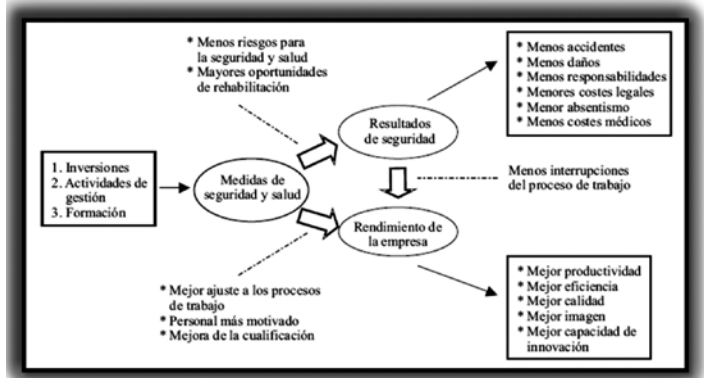 * Menos riesgos para
la seguridad y salud
* Mayores oportunidades
de rehabilitación
* Menos accidentes
* Menos daños
* Menos responsabilidades
* Menores costes legales
* Menor absentismo
* Menos costes médicos
Resultados
de seguridad
1. Inversiones
2. Actividades de
gestión
3. Formación
Medidas de
seguridad y salud
Menos interrupciones
del proceso de trabajo
Rendimiento de
la empresa
* Mejor ajuste a los procesos
de trabajo
* Personal más motivado
* Mejora de la cualificación
* Mejor productividad
* Mejor eficiencia
* Mejor calidad
* Mejor imagen
* Mejor capacidad de
innovación